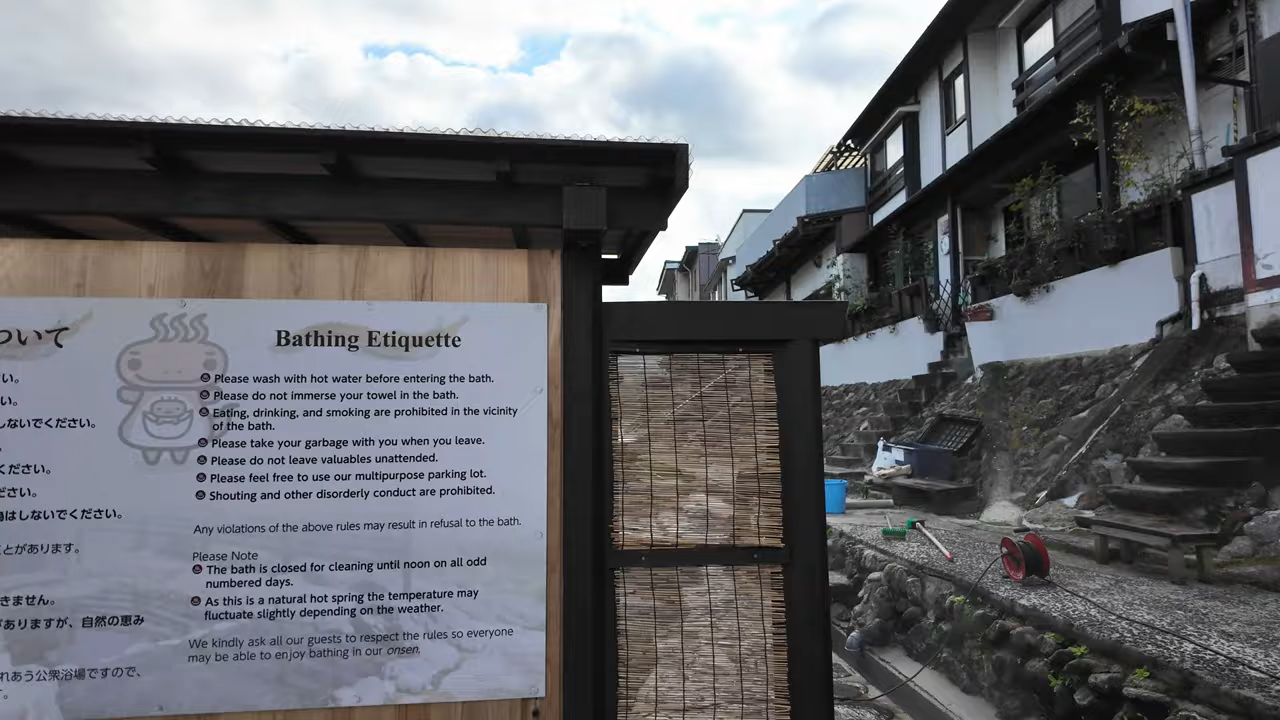 ついて
い。
い。
しないでください。
ください。
ださい。
はしないでください。
とがあります。
きません。
がありますが、自然の恵み
れあう公衆浴場ですので、
Bathing Etiquette
Please wash with hot water before entering the bath.
Please do not immerse your towel in the bath.
Eating, drinking, and smoking are prohibited in the vicinity
of the bath.
Please take your garbage with you when you leave.
Please do not leave valuables unattended.
Please feel free to use our multipurpose parking lot.
Shouting and other disorderly conduct are prohibited.
Any violations of the above rules may result in refusal to the bath.
Please Note
The bath is closed for cleaning until noon on all odd
numbered days.
As this is a natural hot spring the temperature may
fluctuate slightly depending on the weather.
We kindly ask all our guests to respect the rules so everyone
may be able to enjoy bathing in our onsen.